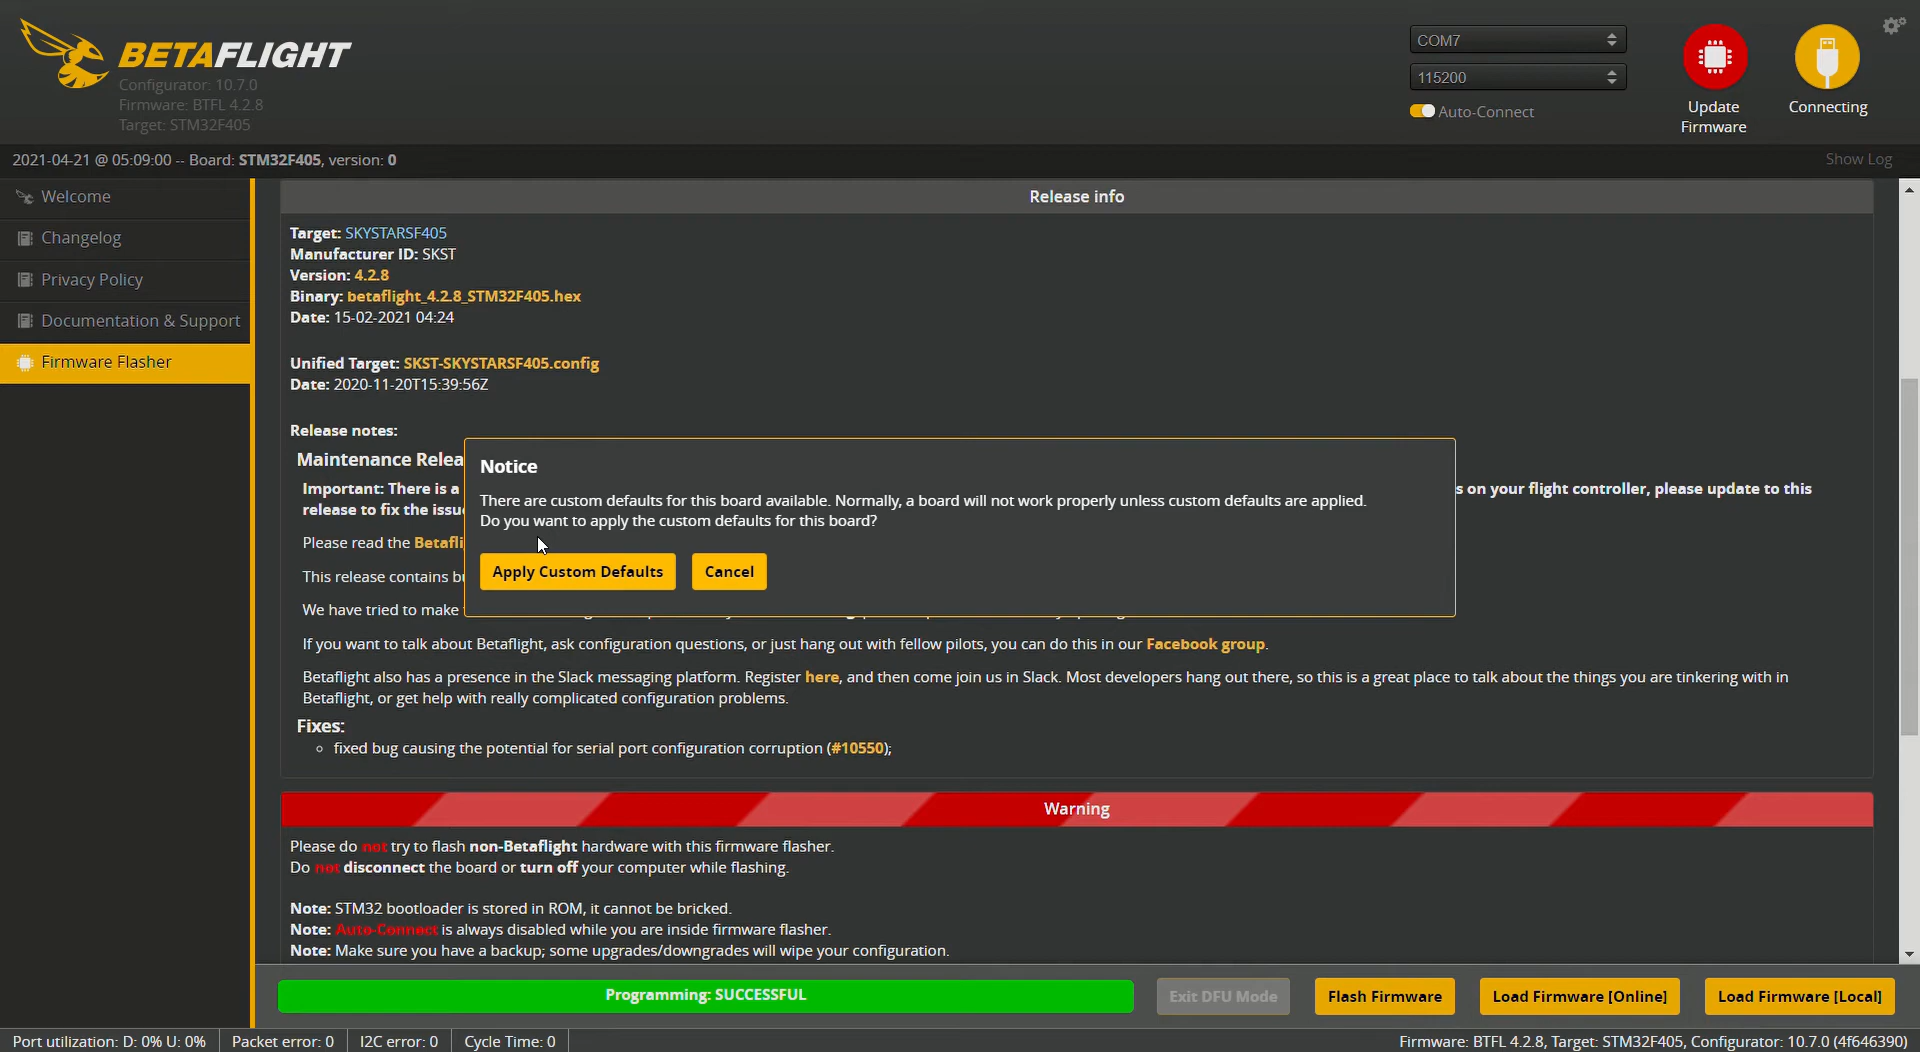 BETAFLIGHT
Configurator: 10.7.0
Firmware: BTFL 4.2.8
Target: STM32F405
COM7
115200
Auto-Connect
Update
Firmware
Connecting
2021-04-21 @ 05:09:00 -- Board: STM32F405, version: 0
Show Log
Welcome
Changelog
Privacy Policy
Documentation & Support
Firmware Flasher
Release info
Target: SKYSTARSF405
Manufacturer ID: SKST
Version: 4.2.8
Binary: betaflight_4.2.8_STM32F405.hex
Date: 15-02-2021 04:24
Unified Target: SKST-SKYSTARSF405.config
Date: 2020-11-20T15:39:56Z
Release notes:
Maintenance Relea
Important: There is a s on your flight controller, please update to this
release to fix the issu
Please read the Betafli
This release contains bu
We have tried to make
Notice
There are custom defaults for this board available. Normally, a board will not work properly unless custom defaults are applied.
Do you want to apply the custom defaults for this board?
Apply Custom Defaults
Cancel
If you want to talk about Betaflight, ask configuration questions, or just hang out with fellow pilots, you can do this in our Facebook group.
Betaflight also has a presence in the Slack messaging platform. Register here, and then come join us in Slack. Most developers hang out there, so this is a great place to talk about the things you are tinkering with in
Betaflight, or get help with really complicated configuration problems.
Fixes:
fixed bug causing the potential for serial port configuration corruption (#10550);
Warning
Please do not try to flash non-Betaflight hardware with this firmware flasher.
Do not disconnect the board or turn off your computer while flashing.
Note: STM32 bootloader is stored in ROM, it cannot be bricked.
Note: Auto-Connect is always disabled while you are inside firmware flasher.
Note: Make sure you have a backup; some upgrades/downgrades will wipe your configuration.
Programming: SUCCESSFUL
Exit DFU Mode
Flash Firmware
Load Firmware [Online]
Load Firmware [Local]
Port utilization: D: 0% U: 0%
Packet error: 0
I2C error: 0
Cycle Time: 0
Firmware: BTFL 4.2.8, Target: STM32F405, Configurator: 10.7.0 (4f646390)